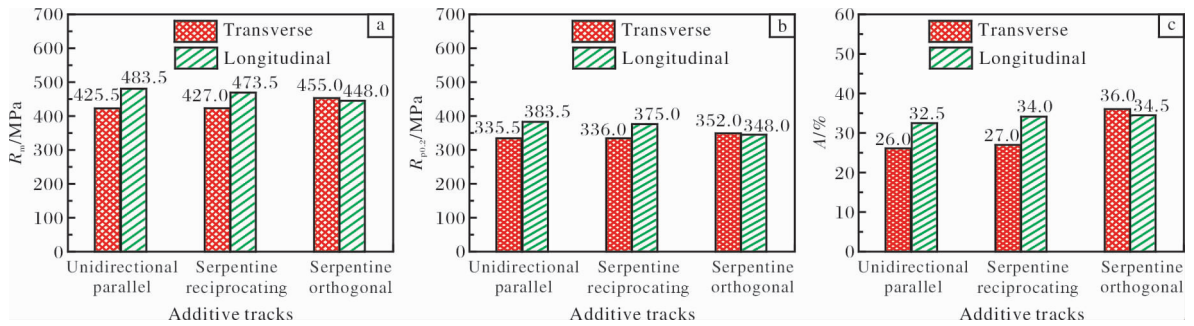 700
600
500
400
300
200
100
0
R_m/MPa
a
Transverse
Longitudinal
425.5
483.5
427.0
473.5
455.0
448.0
Unidirectional
parallel
Serpentine
reciprocating
Serpentine
orthogonal
Additive tracks
700
600
500
400
300
200
100
0
R_p0.2/MPa
b
Transverse
Longitudinal
335.5
383.5
336.0
375.0
352.0
348.0
Unidirectional
parallel
Serpentine
reciprocating
Serpentine
orthogonal
Additive tracks
60
50
40
30
20
10
0
A/%
c
Transverse
Longitudinal
26.0
32.5
27.0
34.0
36.0
34.5
Unidirectional
parallel
Serpentine
reciprocating
Serpentine
orthogonal
Additive tracks